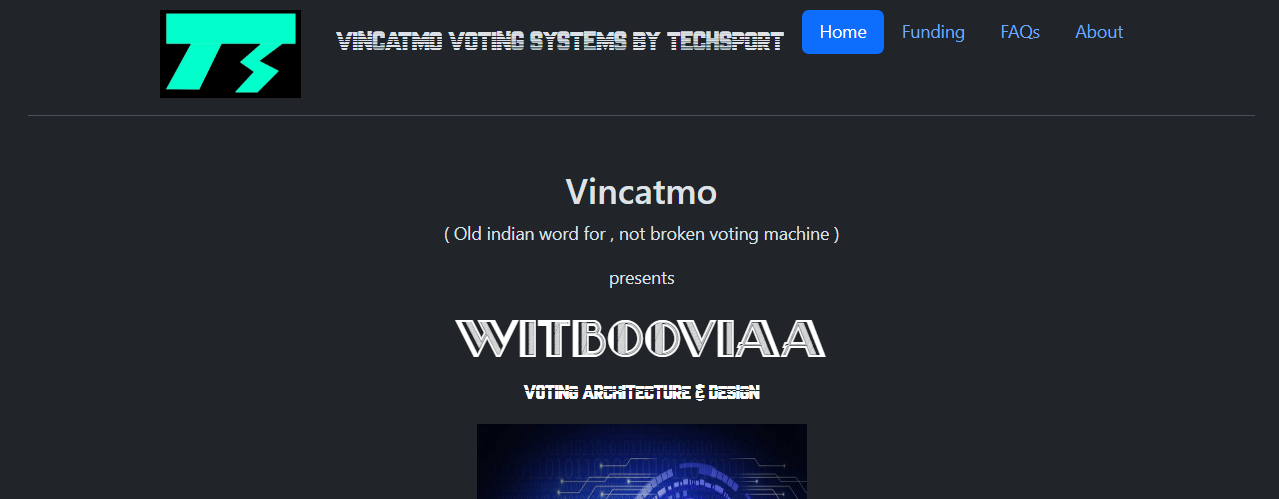 VINCATMO VOTING SYSTEMS BY TECHSPORT
Home Funding FAQs About
Vincatmo
( Old indian word for , not broken voting machine )
presents
WITBOOVIAA
VOTING ARCHITECTURE & DESIGN